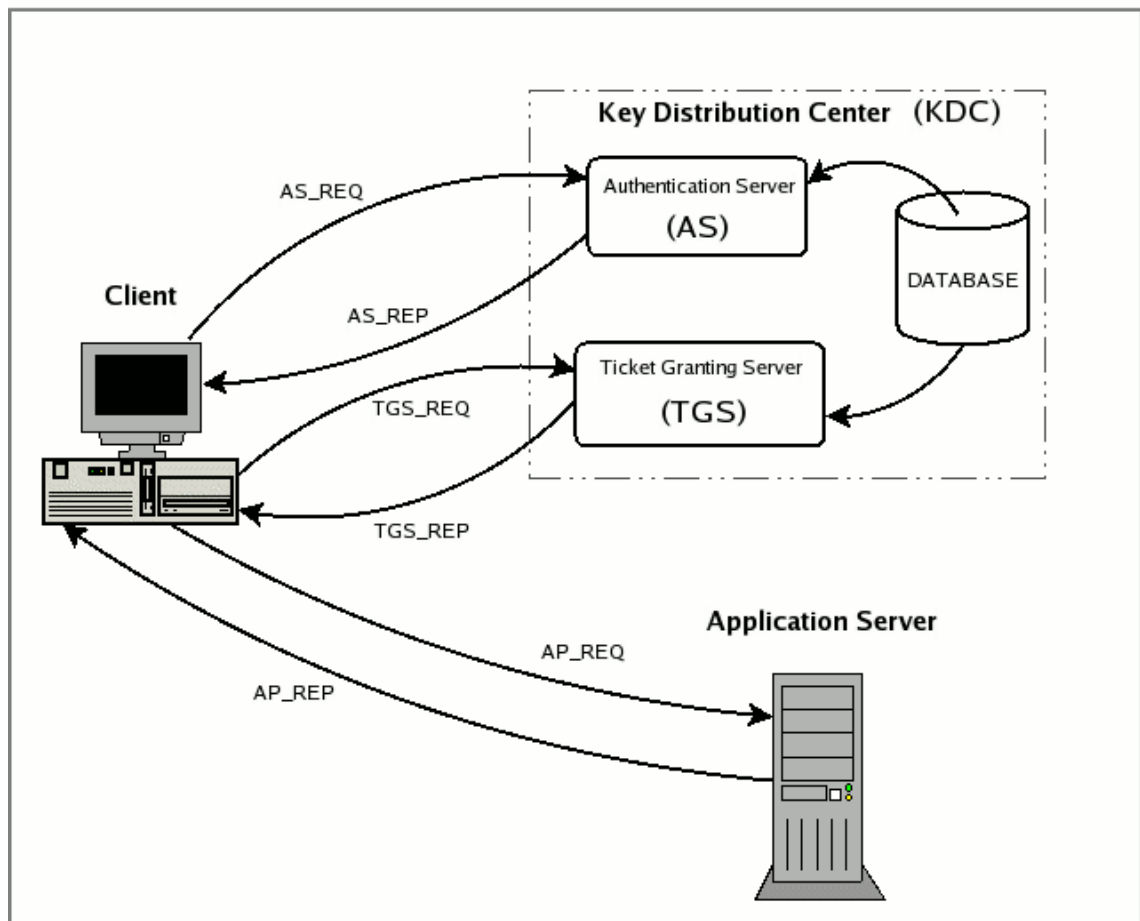 Key Distribution Center (KDC)
AS_REQ
Authentication Server
(AS)
DATABASE
Client
AS_REP
Ticket Granting Server
(TGS)
TGS_REQ
TGS_REP
Application Server
AP_REQ
AP_REP